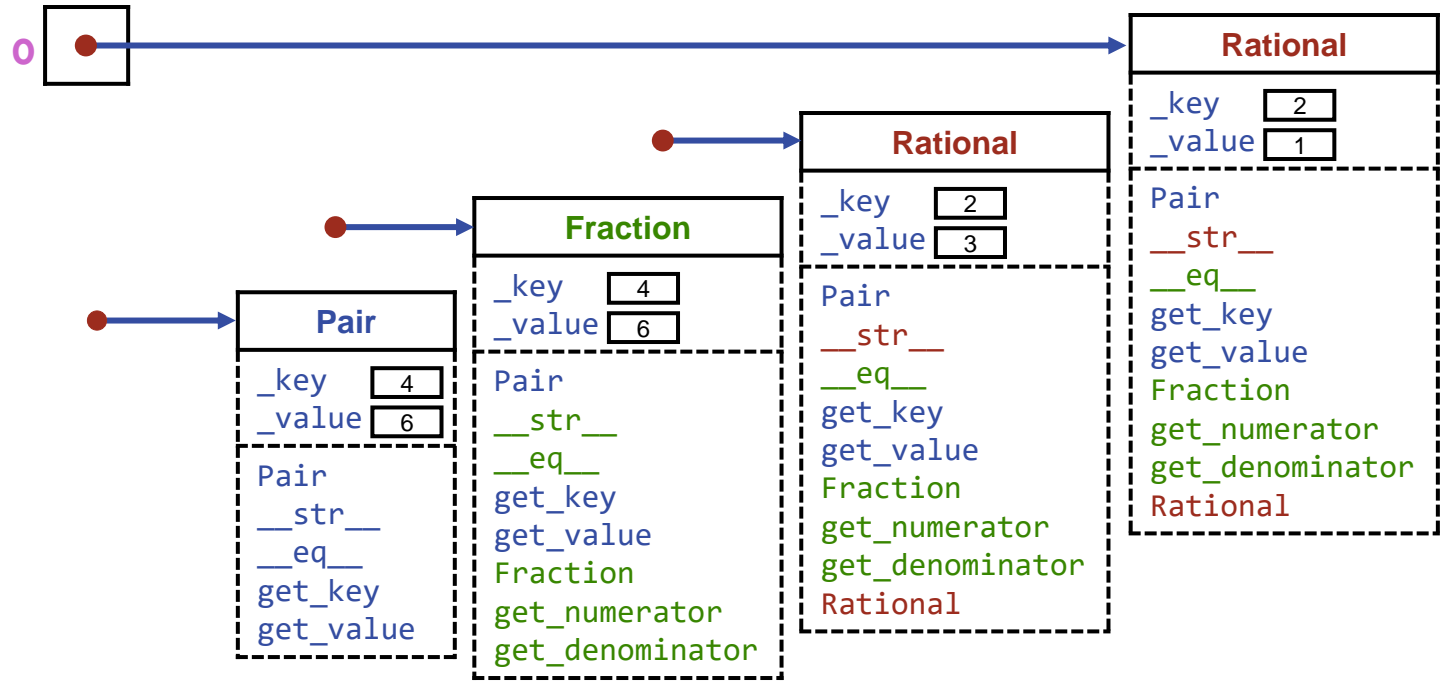 o
Rational
_key 2
_value 1
Pair
__str__
__eq__
get_key
get_value
Fraction
get_numerator
get_denominator
Rational
Rational
_key 2
_value 3
Pair
__str__
__eq__
get_key
get_value
Fraction
get_numerator
get_denominator
Rational
Fraction
_key 4
_value 6
Pair
__str__
__eq__
get_key
get_value
Fraction
get_numerator
get_denominator
Pair
_key 4
_value 6
Pair
__str__
__eq__
get_key
get_value